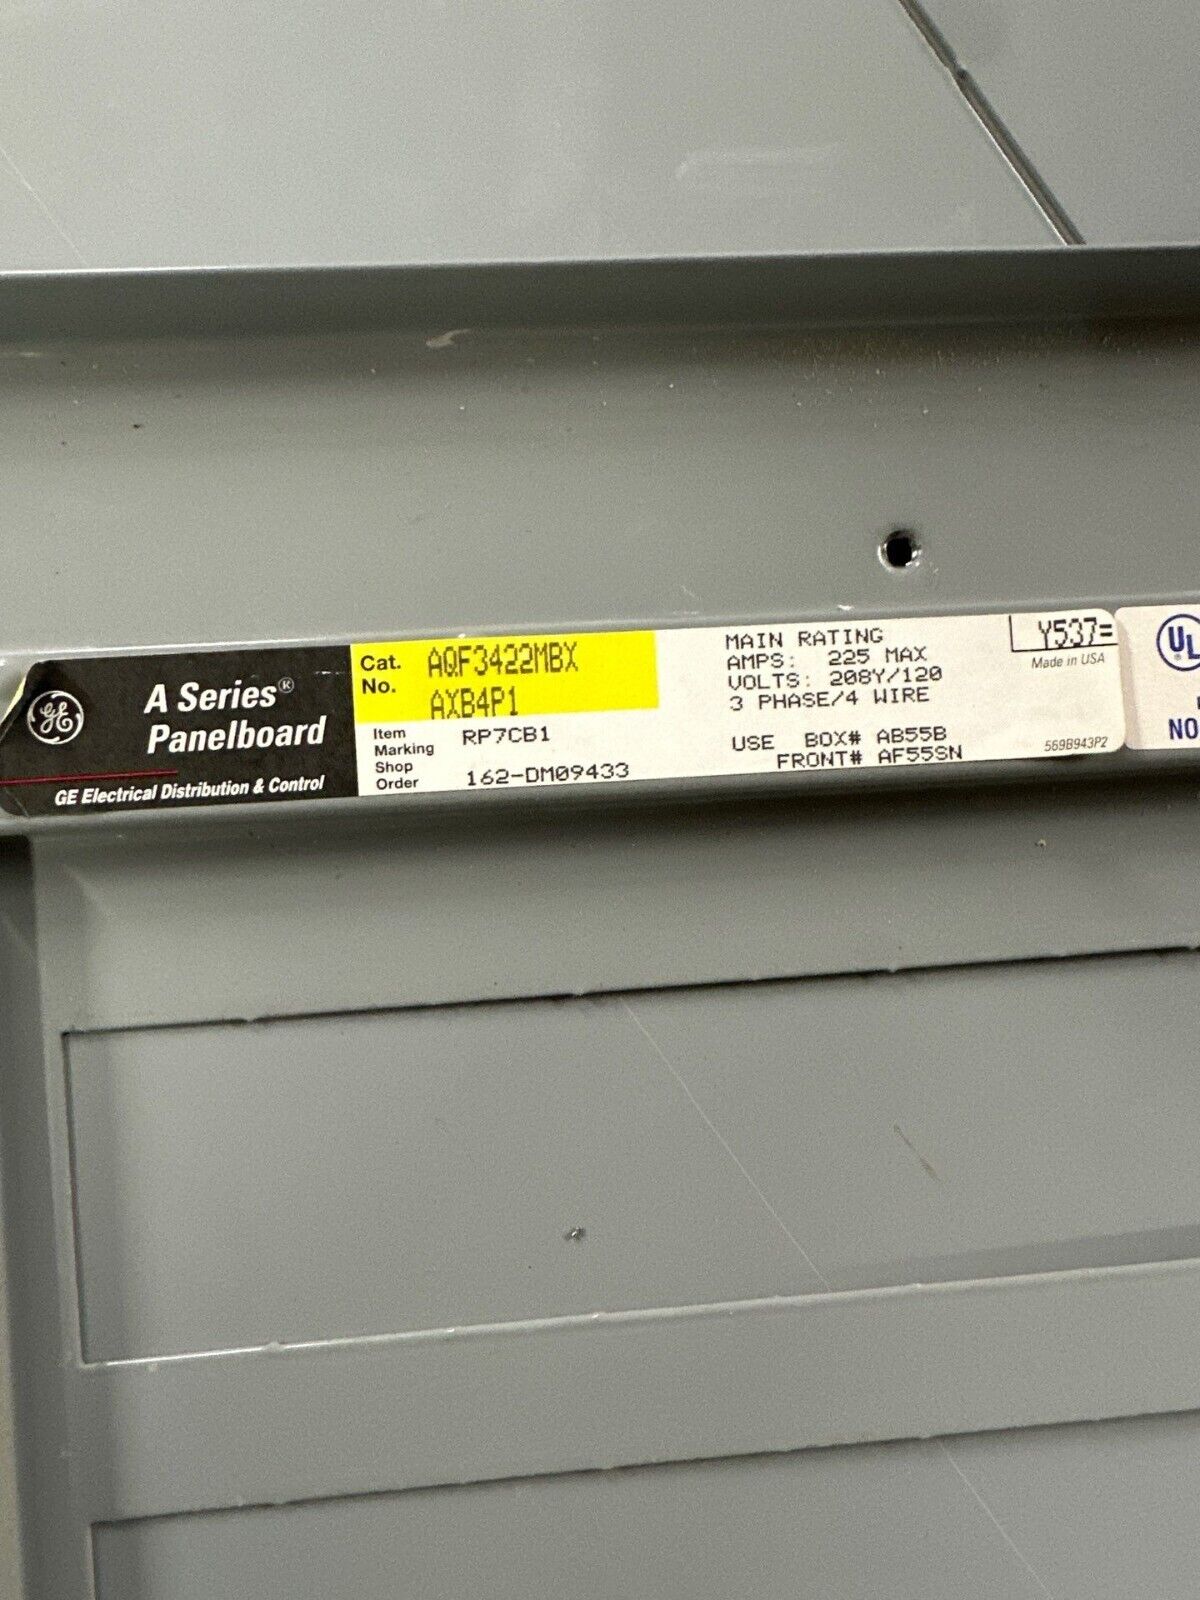 GE
A Series®
Panelboard
GE Electrical Distribution & Control
Cat. No. AQF3422MBX
AXB4P1
Item Marking RP7CB1
Shop Order 162-DM09433
MAIN RATING
AMPS: 225 MAX
VOLTS: 208Y/120
3 PHASE/4 WIRE
USE BOX# AB55B
FRONT# AF55SN
Y537=
Made in USA
569B943P2
UL
NO